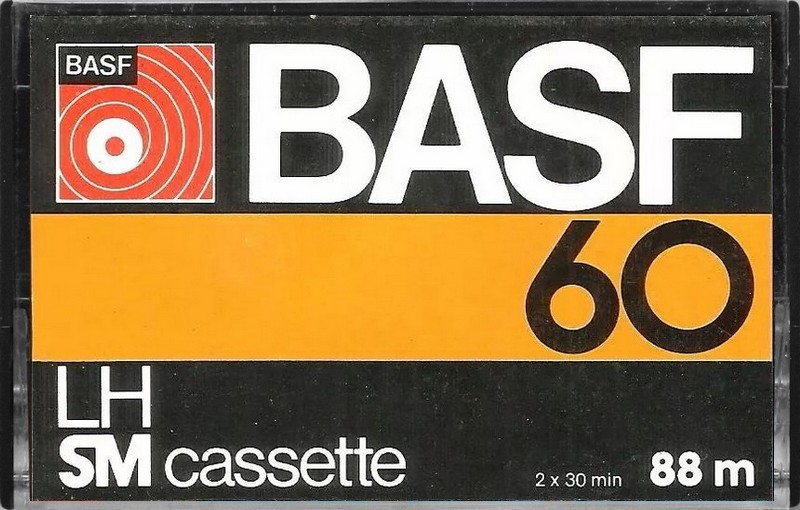 BASF
BASF
60
LH
SM cassette
2 x 30 min 88 m